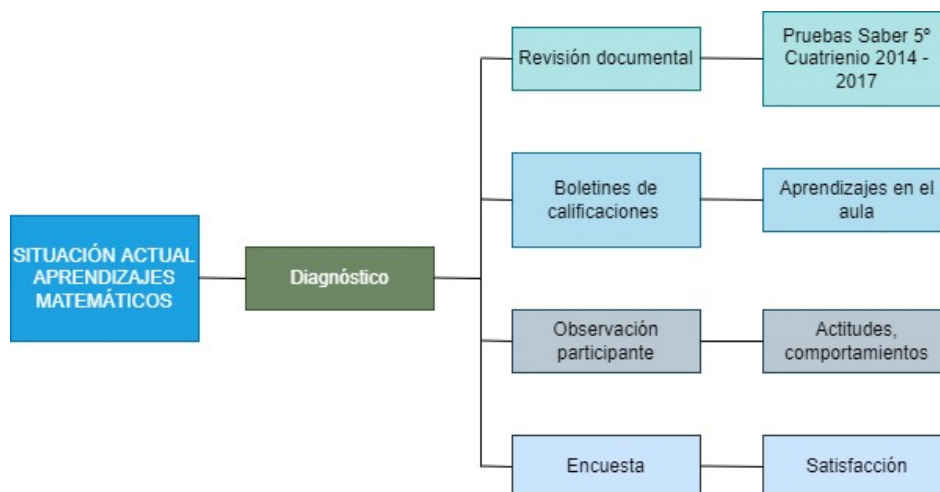 SITUACIÓN ACTUAL
APRENDIZAJES
MATEMÁTICOS
Diagnóstico
Revisión documental
Pruebas Saber 5º
Cuatrienio 2014 -
2017
Boletines de
calificaciones
Aprendizajes en el
aula
Observación
participante
Actitudes,
comportamientos
Encuesta
Satisfacción